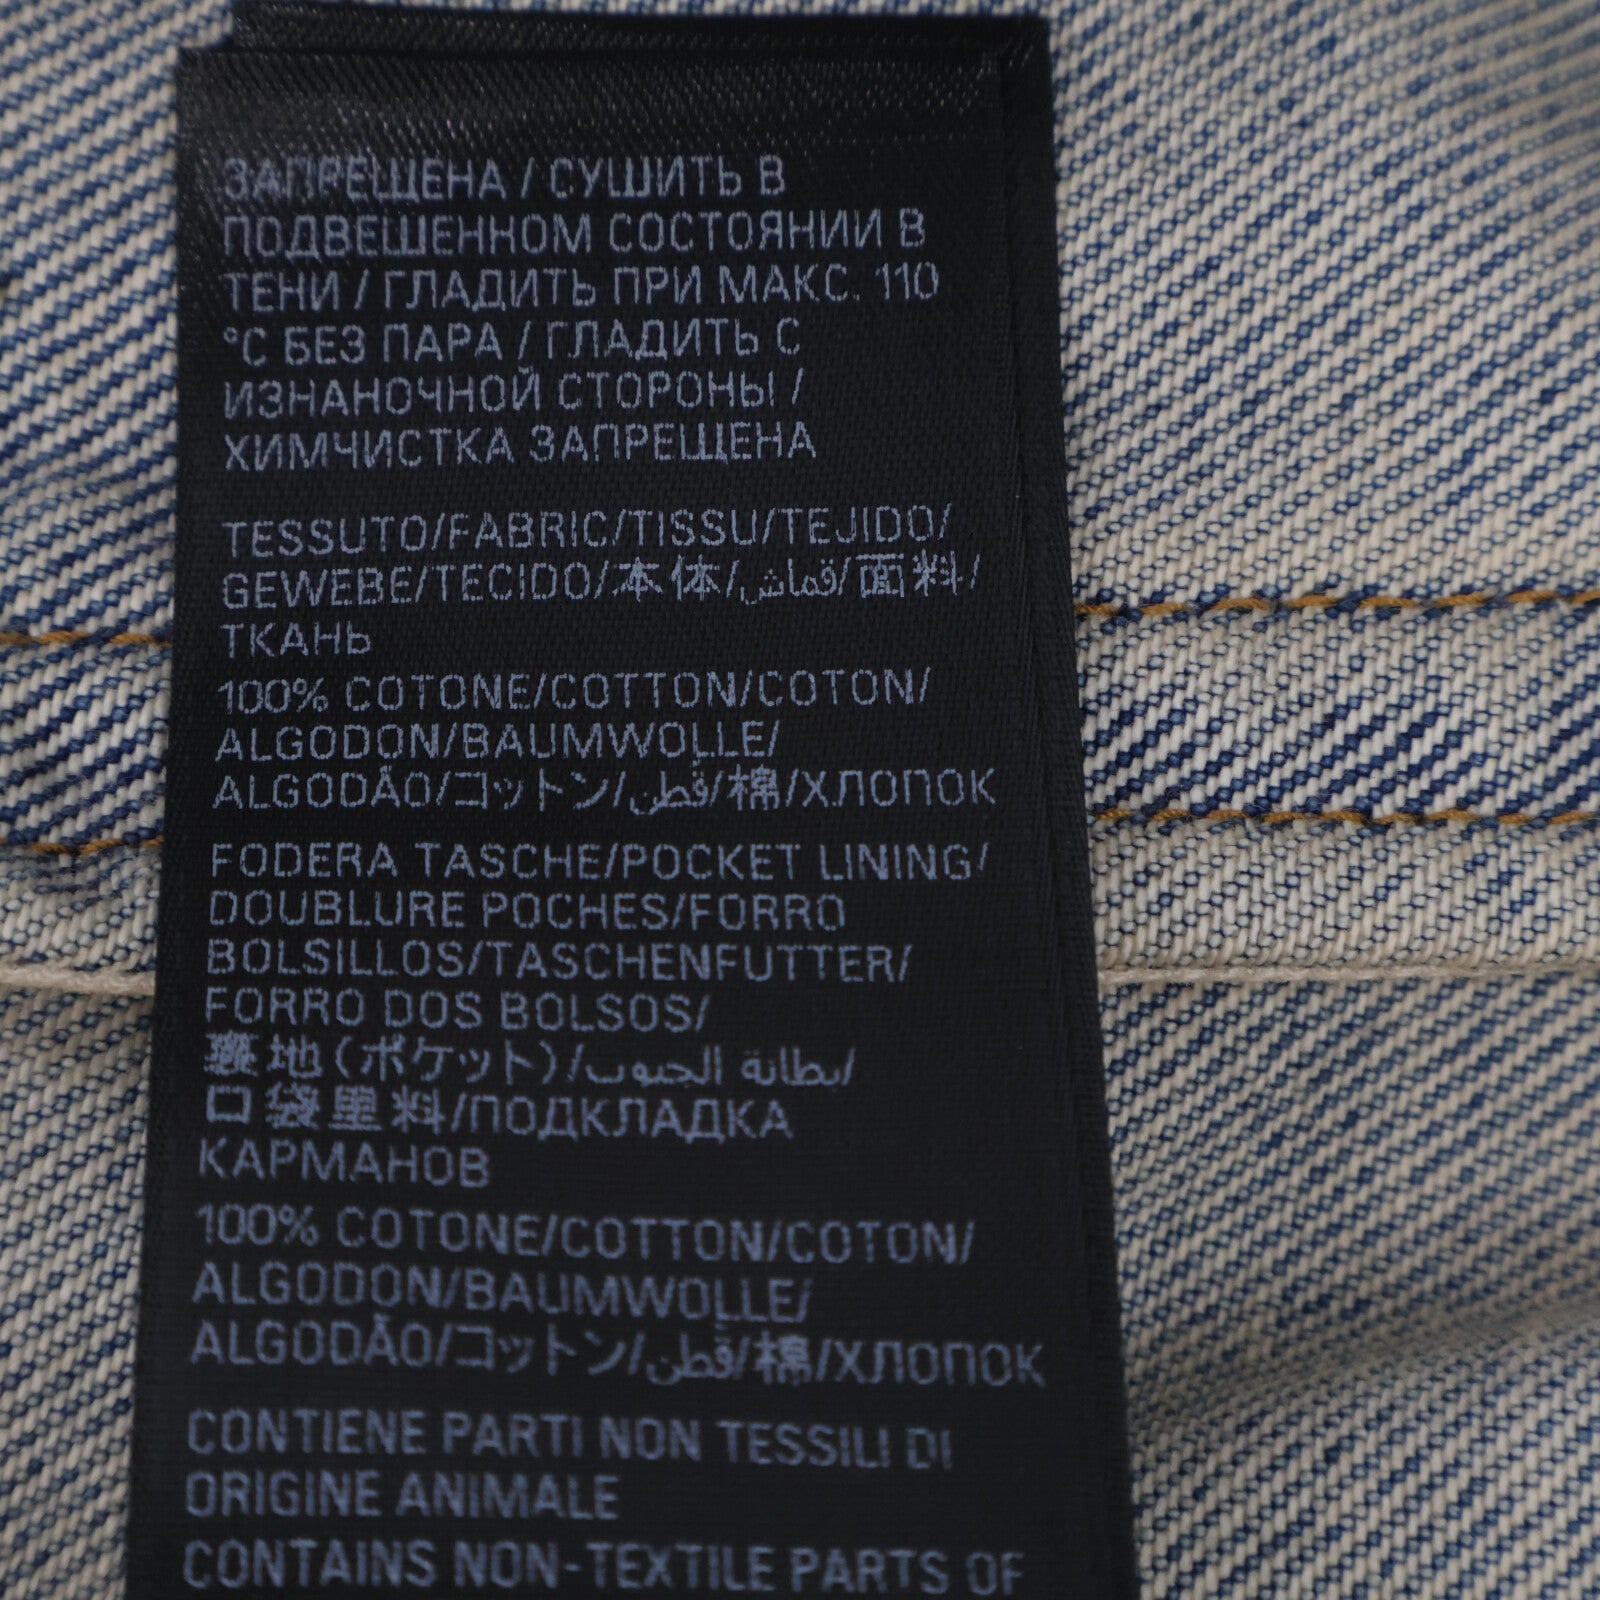 ЗАПРЕЩЕНА / СУШИТЬ В
ПОДВЕШЕННОМ СОСТОЯНИИ В
ТЕНИ / ГЛАДИТЬ ПРИ МАКС. 110
°C БЕЗ ПАРА / ГЛАДИТЬ С
ИЗНАНОЧНОЙ СТОРОНЫ /
ХИМЧИСТКА ЗАПРЕЩЕНА
TESSUTO/FABRIC/TISSU/TEJIDO/
GEWEBE/TECIDO/本体/قماش/面料/
ТКАНЬ
100% COTONE/COTTON/COTON/
ALGODON/BAUMWOLLE/
ALGODÃO/コットン/قطن/棉/ХЛОПОК
FODERA TASCHE/POCKET LINING/
DOUBLURE POCHES/FORRO
BOLSILLOS/TASCHENFUTTER/
FORRO DOS BOLSOS/
裏地(ポケット)/بطانة الجيوب/
口袋里料/ПОДКЛАДКА
КАРМАНОВ
100% COTONE/COTTON/COTON/
ALGODON/BAUMWOLLE/
ALGODÃO/コットン/قطن/棉/ХЛОПОК
CONTIENE PARTI NON TESSILI DI
ORIGINE ANIMALE
CONTAINS NON-TEXTILE PARTS OF